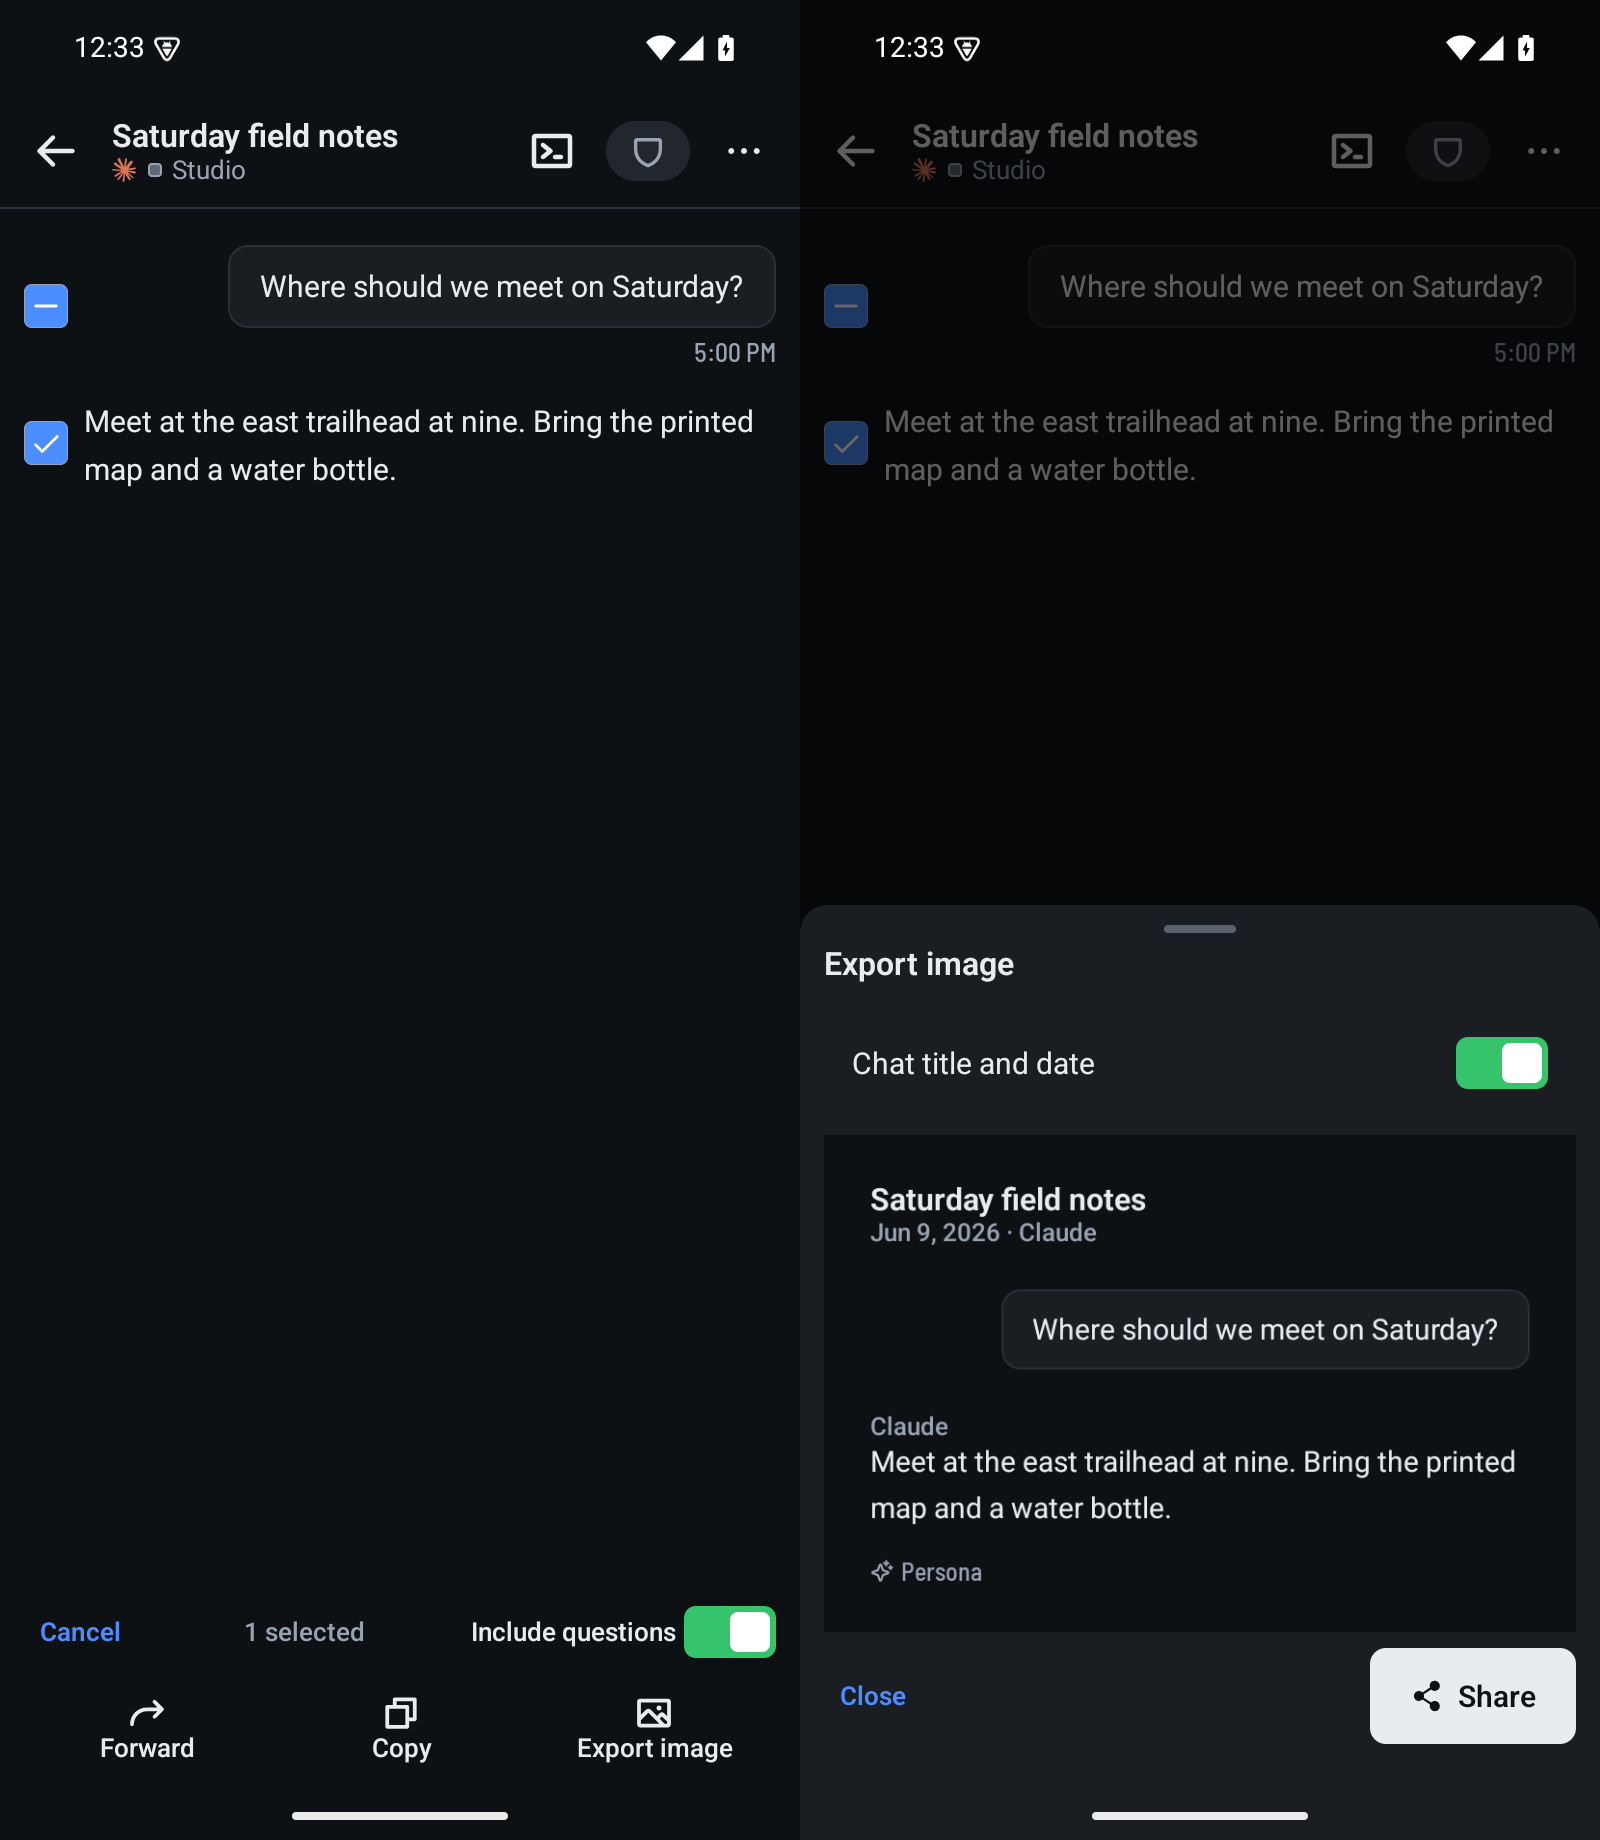 12:33
Saturday field notes
Studio
Where should we meet on Saturday?
5:00 PM
Meet at the east trailhead at nine. Bring the printed
map and a water bottle.
Cancel
1 selected
Include questions
Forward
Copy
Export image
12:33
Saturday field notes
Studio
Where should we meet on Saturday?
5:00 PM
Meet at the east trailhead at nine. Bring the printed
map and a water bottle.
Export image
Chat title and date
Saturday field notes
Jun 9, 2026 · Claude
Where should we meet on Saturday?
Claude
Meet at the east trailhead at nine. Bring the printed
map and a water bottle.
Persona
Close
Share